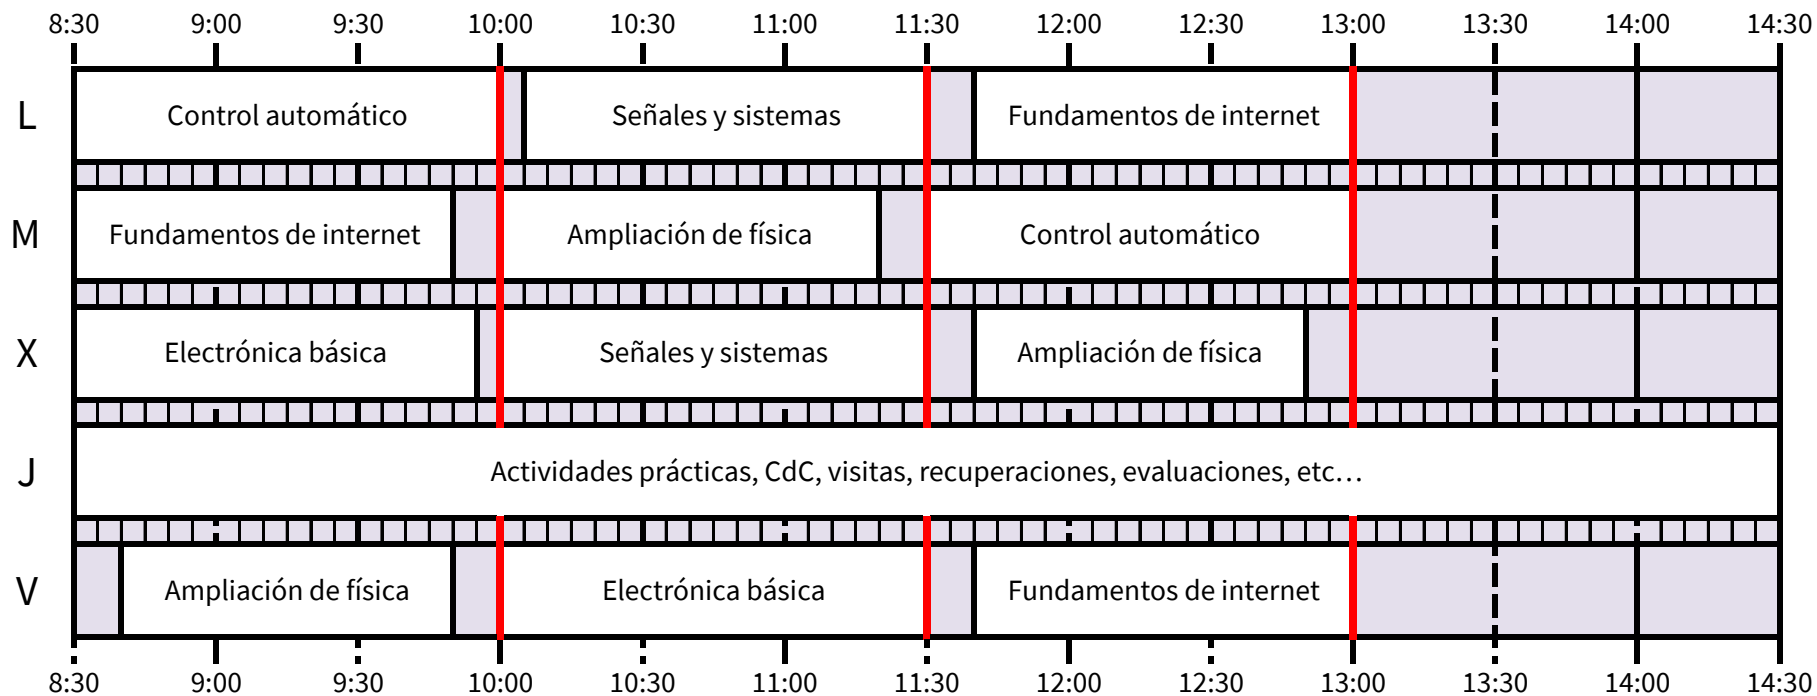 8:30 9:00 9:30 10:00 10:30 11:00 11:30 12:00 12:30 13:00 13:30 14:00 14:30
L Control automático Señales y sistemas Fundamentos de internet
M Fundamentos de internet Ampliación de física Control automático
X Electrónica básica Señales y sistemas Ampliación de física
J Actividades prácticas, CdC, visitas, recuperaciones, evaluaciones, etc…
V Ampliación de física Electrónica básica Fundamentos de internet
8:30 9:00 9:30 10:00 10:30 11:00 11:30 12:00 12:30 13:00 13:30 14:00 14:30